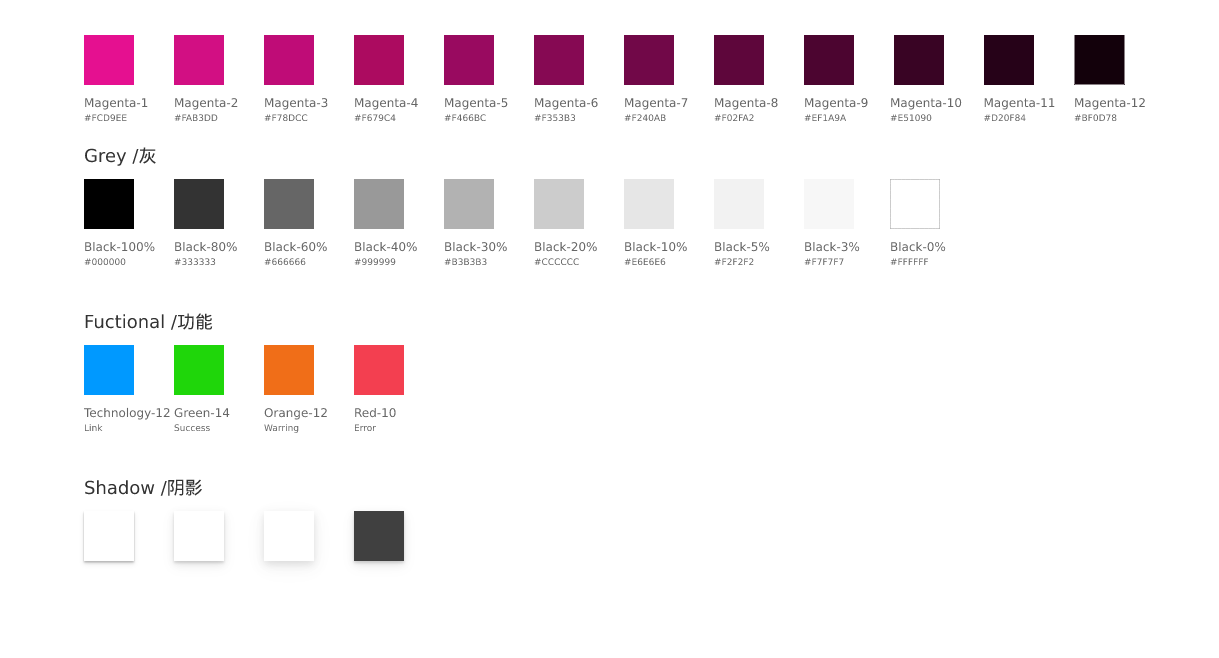 Magenta-1 Magenta-2 Magenta-3 Magenta-4 Magenta-5 Magenta-6 Magenta-7 Magenta-8 Magenta-9 Magenta-10 Magenta-11 Magenta-12
#FCD9EE #FAB3DD #F78DCC #F679C4 #F466BC #F353B3 #F240AB #F02FA2 #EF1A9A #E51090 #D20F84 #BF0D78
Grey /灰
Black-100% Black-80% Black-60% Black-40% Black-30% Black-20% Black-10% Black-5% Black-3% Black-0%
#000000 #333333 #666666 #999999 #B3B3B3 #CCCCCC #E6E6E6 #F2F2F2 #F7F7F7 #FFFFFF
Fuctional /功能
Technology-12 Green-14 Orange-12 Red-10
Link Success Warring Error
Shadow /阴影